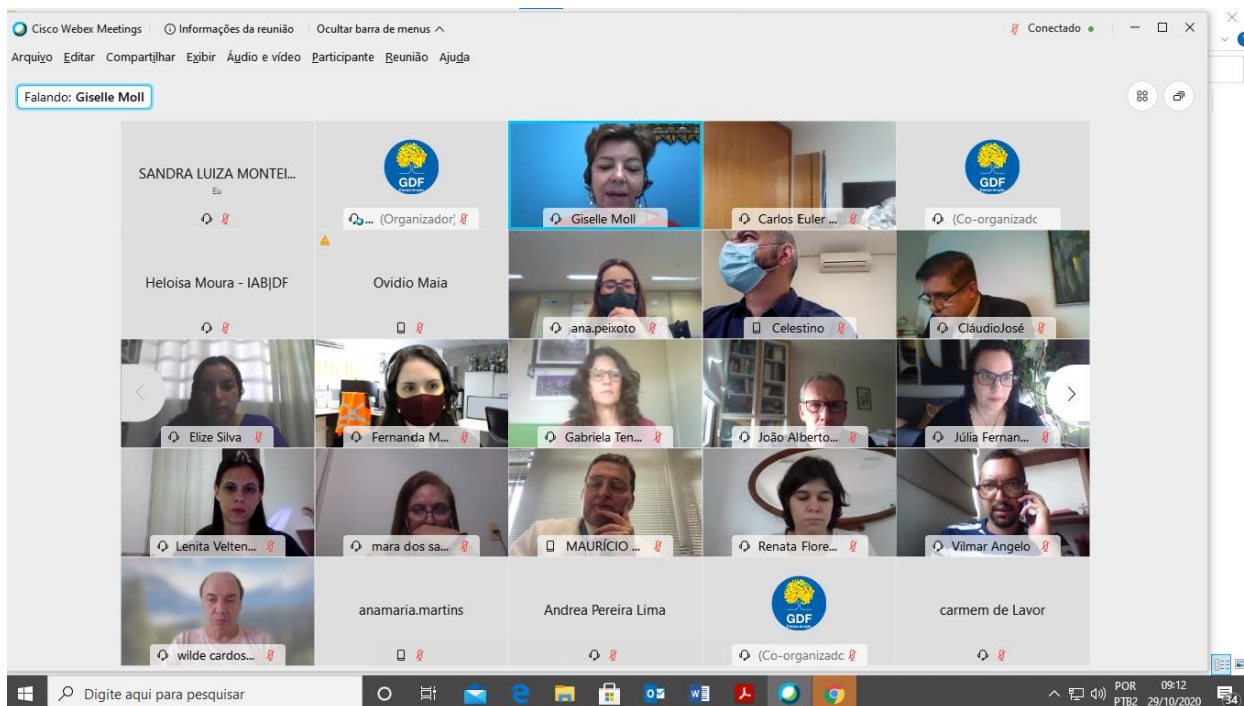 Cisco Webex Meetings
Informações da reunião
Ocultar barra de menus
Conectado
Arquivo Editar Compartilhar Exibir Áudio e vídeo Participante Reunião Ajuda
Falando: Giselle Moll
SANDRA LUIZA MONTEI...
Eu
GDF
... (Organizador)
Giselle Moll
Carlos Euler ...
GDF
(Co-organizadc
Heloisa Moura - IAB|DF
Ovidio Maia
ana.peixoto
Celestino
CláudioJosé
Elize Silva
Fernanda M...
Gabriela Ten...
João Alberto...
Júlia Fernan...
Lenita Velten...
mara dos sa...
MAURÍCIO ...
Renata Flore...
Vilmar Angelo
wilde cardos...
anamaria.martins
Andrea Pereira Lima
GDF
(Co-organizadc
carmem de Lavor
Digite aqui para pesquisar
POR
PTB2
09:12
29/10/2020
34